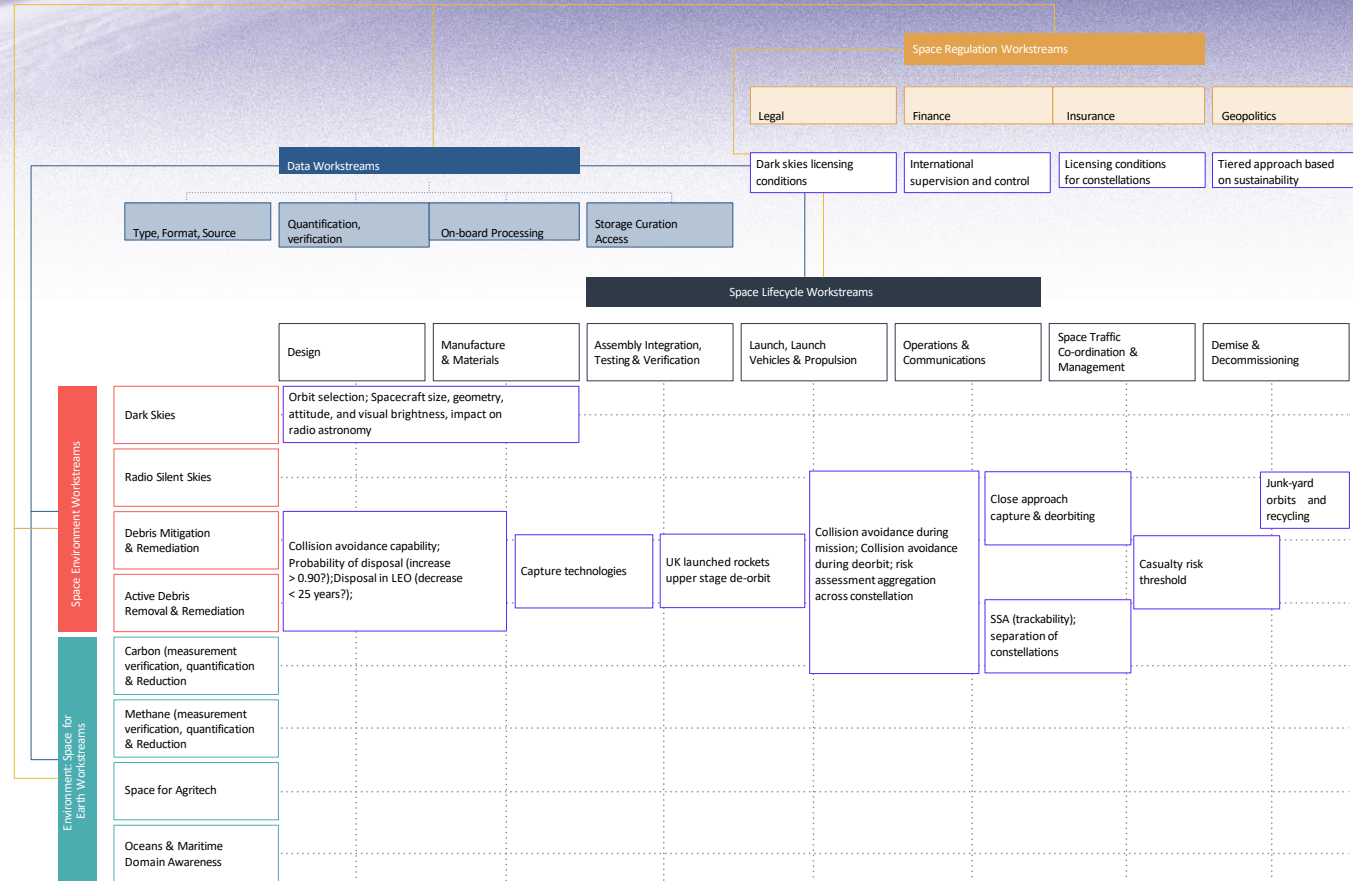 Space Regulation Workstreams
Legal
Finance
Insurance
Geopolitics
Data Workstreams
Dark skies licensing
conditions
International
supervision and control
Licensing conditions
for constellations
Tiered approach based
on sustainability
Type, Format, Source
Quantification,
verification
On-board Processing
Storage Curation
Access
Space Lifecycle Workstreams
Design
Manufacture
& Materials
Assembly Integration,
Testing & Verification
Launch, Launch
Vehicles & Propulsion
Operations &
Communications
Space Traffic
Co-ordination &
Management
Demise &
Decommissioning
Space Environment Workstreams
Dark Skies
Orbit selection; Spacecraft size, geometry,
attitude, and visual brightness, impact on
radio astronomy
Radio Silent Skies
Debris Mitigation
& Remediation
Active Debris
Removal & Remediation
Collision avoidance capability;
Probability of disposal (increase
> 0.90?);Disposal in LEO (decrease
< 25 years?);
Capture technologies
UK launched rockets
upper stage de-orbit
Collision avoidance during
mission; Collision avoidance
during deorbit; risk
assessment aggregation
across constellation
Close approach
capture & deorbiting
SSA (trackability);
separation of
constellations
Casualty risk
threshold
Junk-yard
orbits and
recycling
Environment: Space for
Earth Workstreams
Carbon (measurement
verification, quantification
& Reduction
Methane (measurement
verification, quantification
& Reduction
Space for Agritech
Oceans & Maritime
Domain Awareness